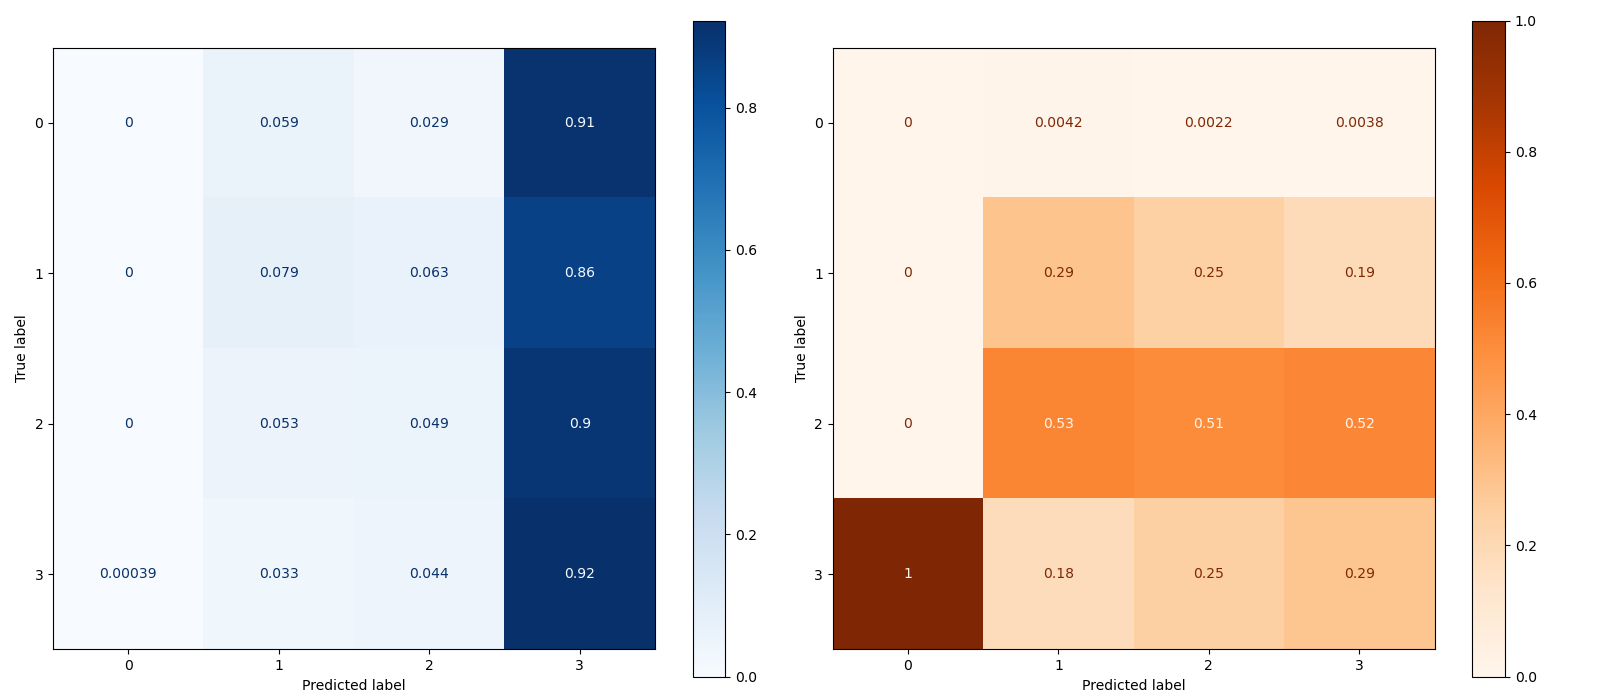 0 0 0.059 0.029 0.91
1 0 0.079 0.063 0.86
2 0 0.053 0.049 0.9
3 0.00039 0.033 0.044 0.92
0 1 2 3
Predicted label
True label
0.8
0.6
0.4
0.2
0.0
0 0 0.0042 0.0022 0.0038
1 0 0.29 0.25 0.19
2 0 0.53 0.51 0.52
3 1 0.18 0.25 0.29
0 1 2 3
Predicted label
True label
1.0
0.8
0.6
0.4
0.2
0.0